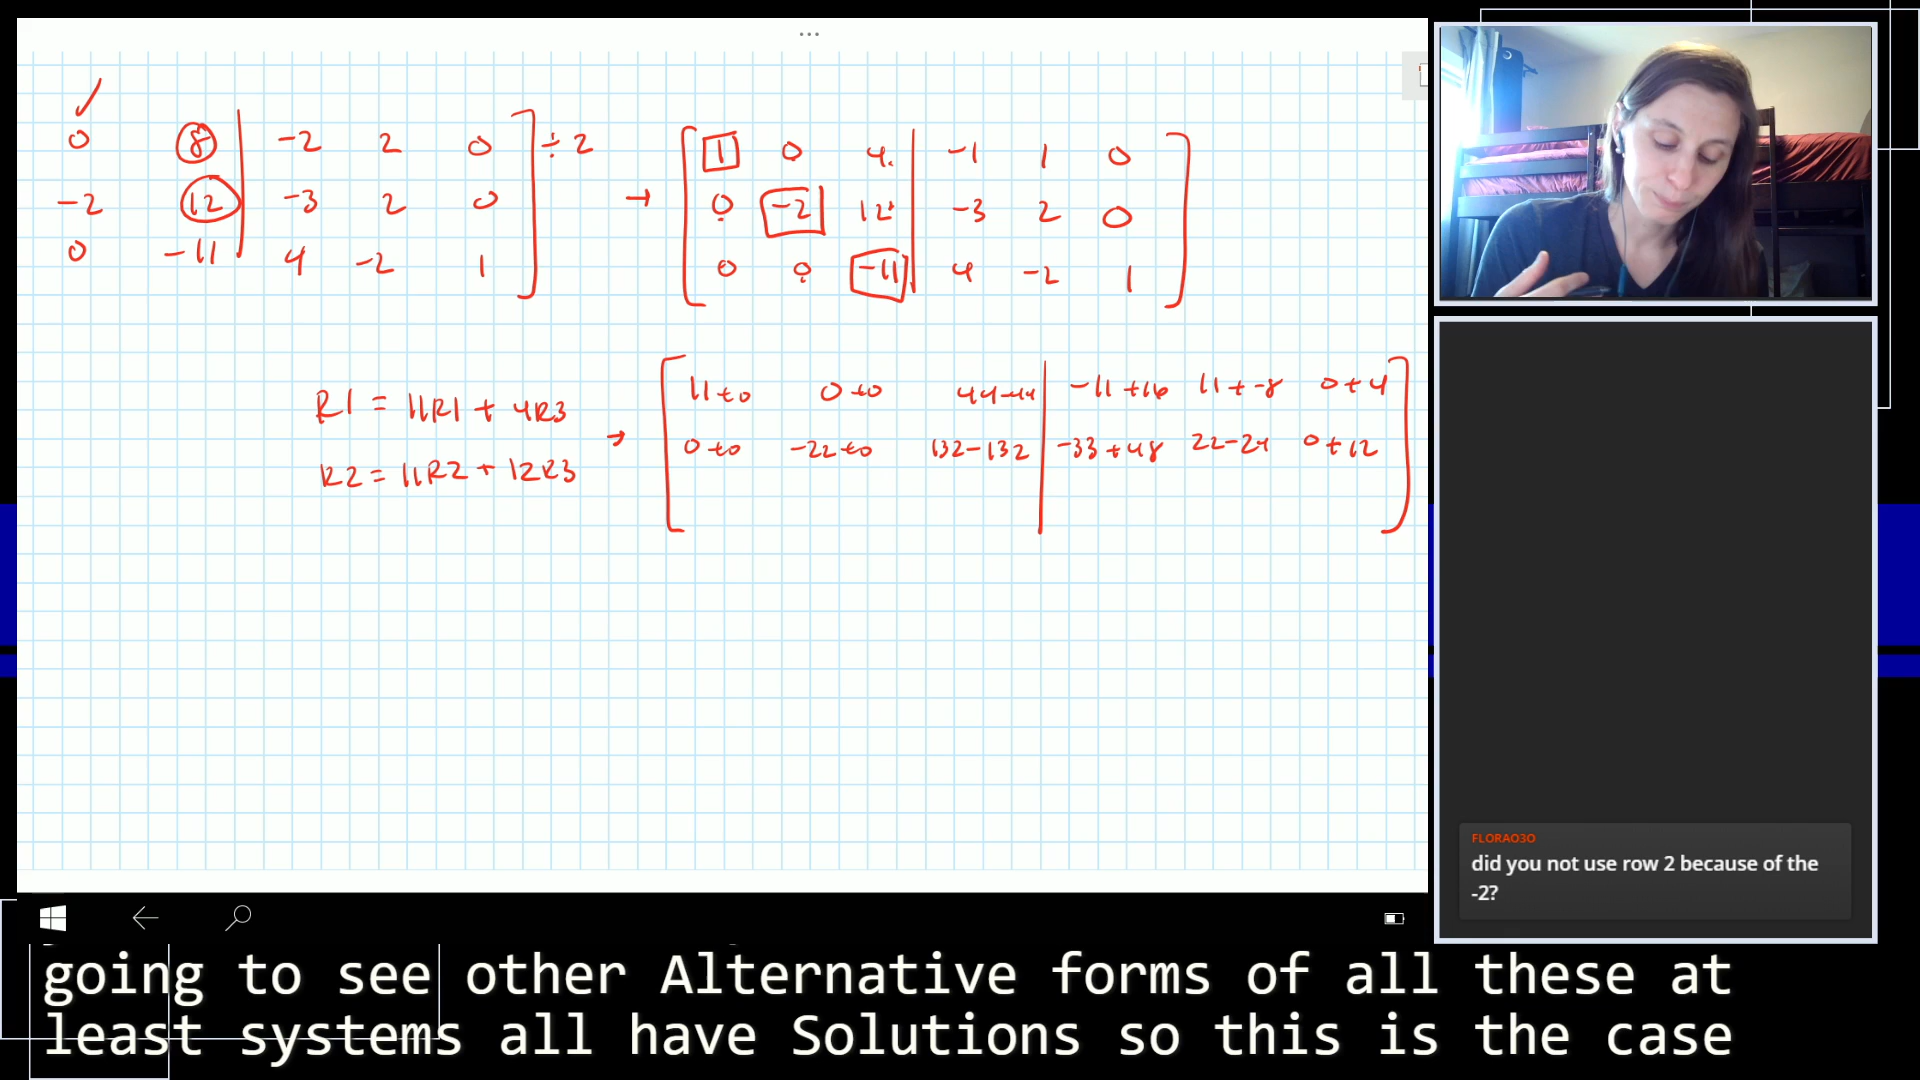 ✓
0 8 | -2 2 0 ] ÷2
-2 12 | -3 2 0
0 -11 | 4 -2 1
→ [ 1 0 4 | -1 1 0 ]
0 -2 12 | -3 2 0
0 0 -11 | 4 -2 1
R1 = 11R1 + 4R3
R2 = 11R2 + 12R3
→ [ 11+0 0+0 44-44 | -11+16 11+-8 0+4 ]
0+0 -22+0 132-132 | -33+48 22-24 0+12
FLORAO3O
did you not use row 2 because of the
-2?
going to see other Alternative forms of all these at
least systems all have Solutions so this is the case